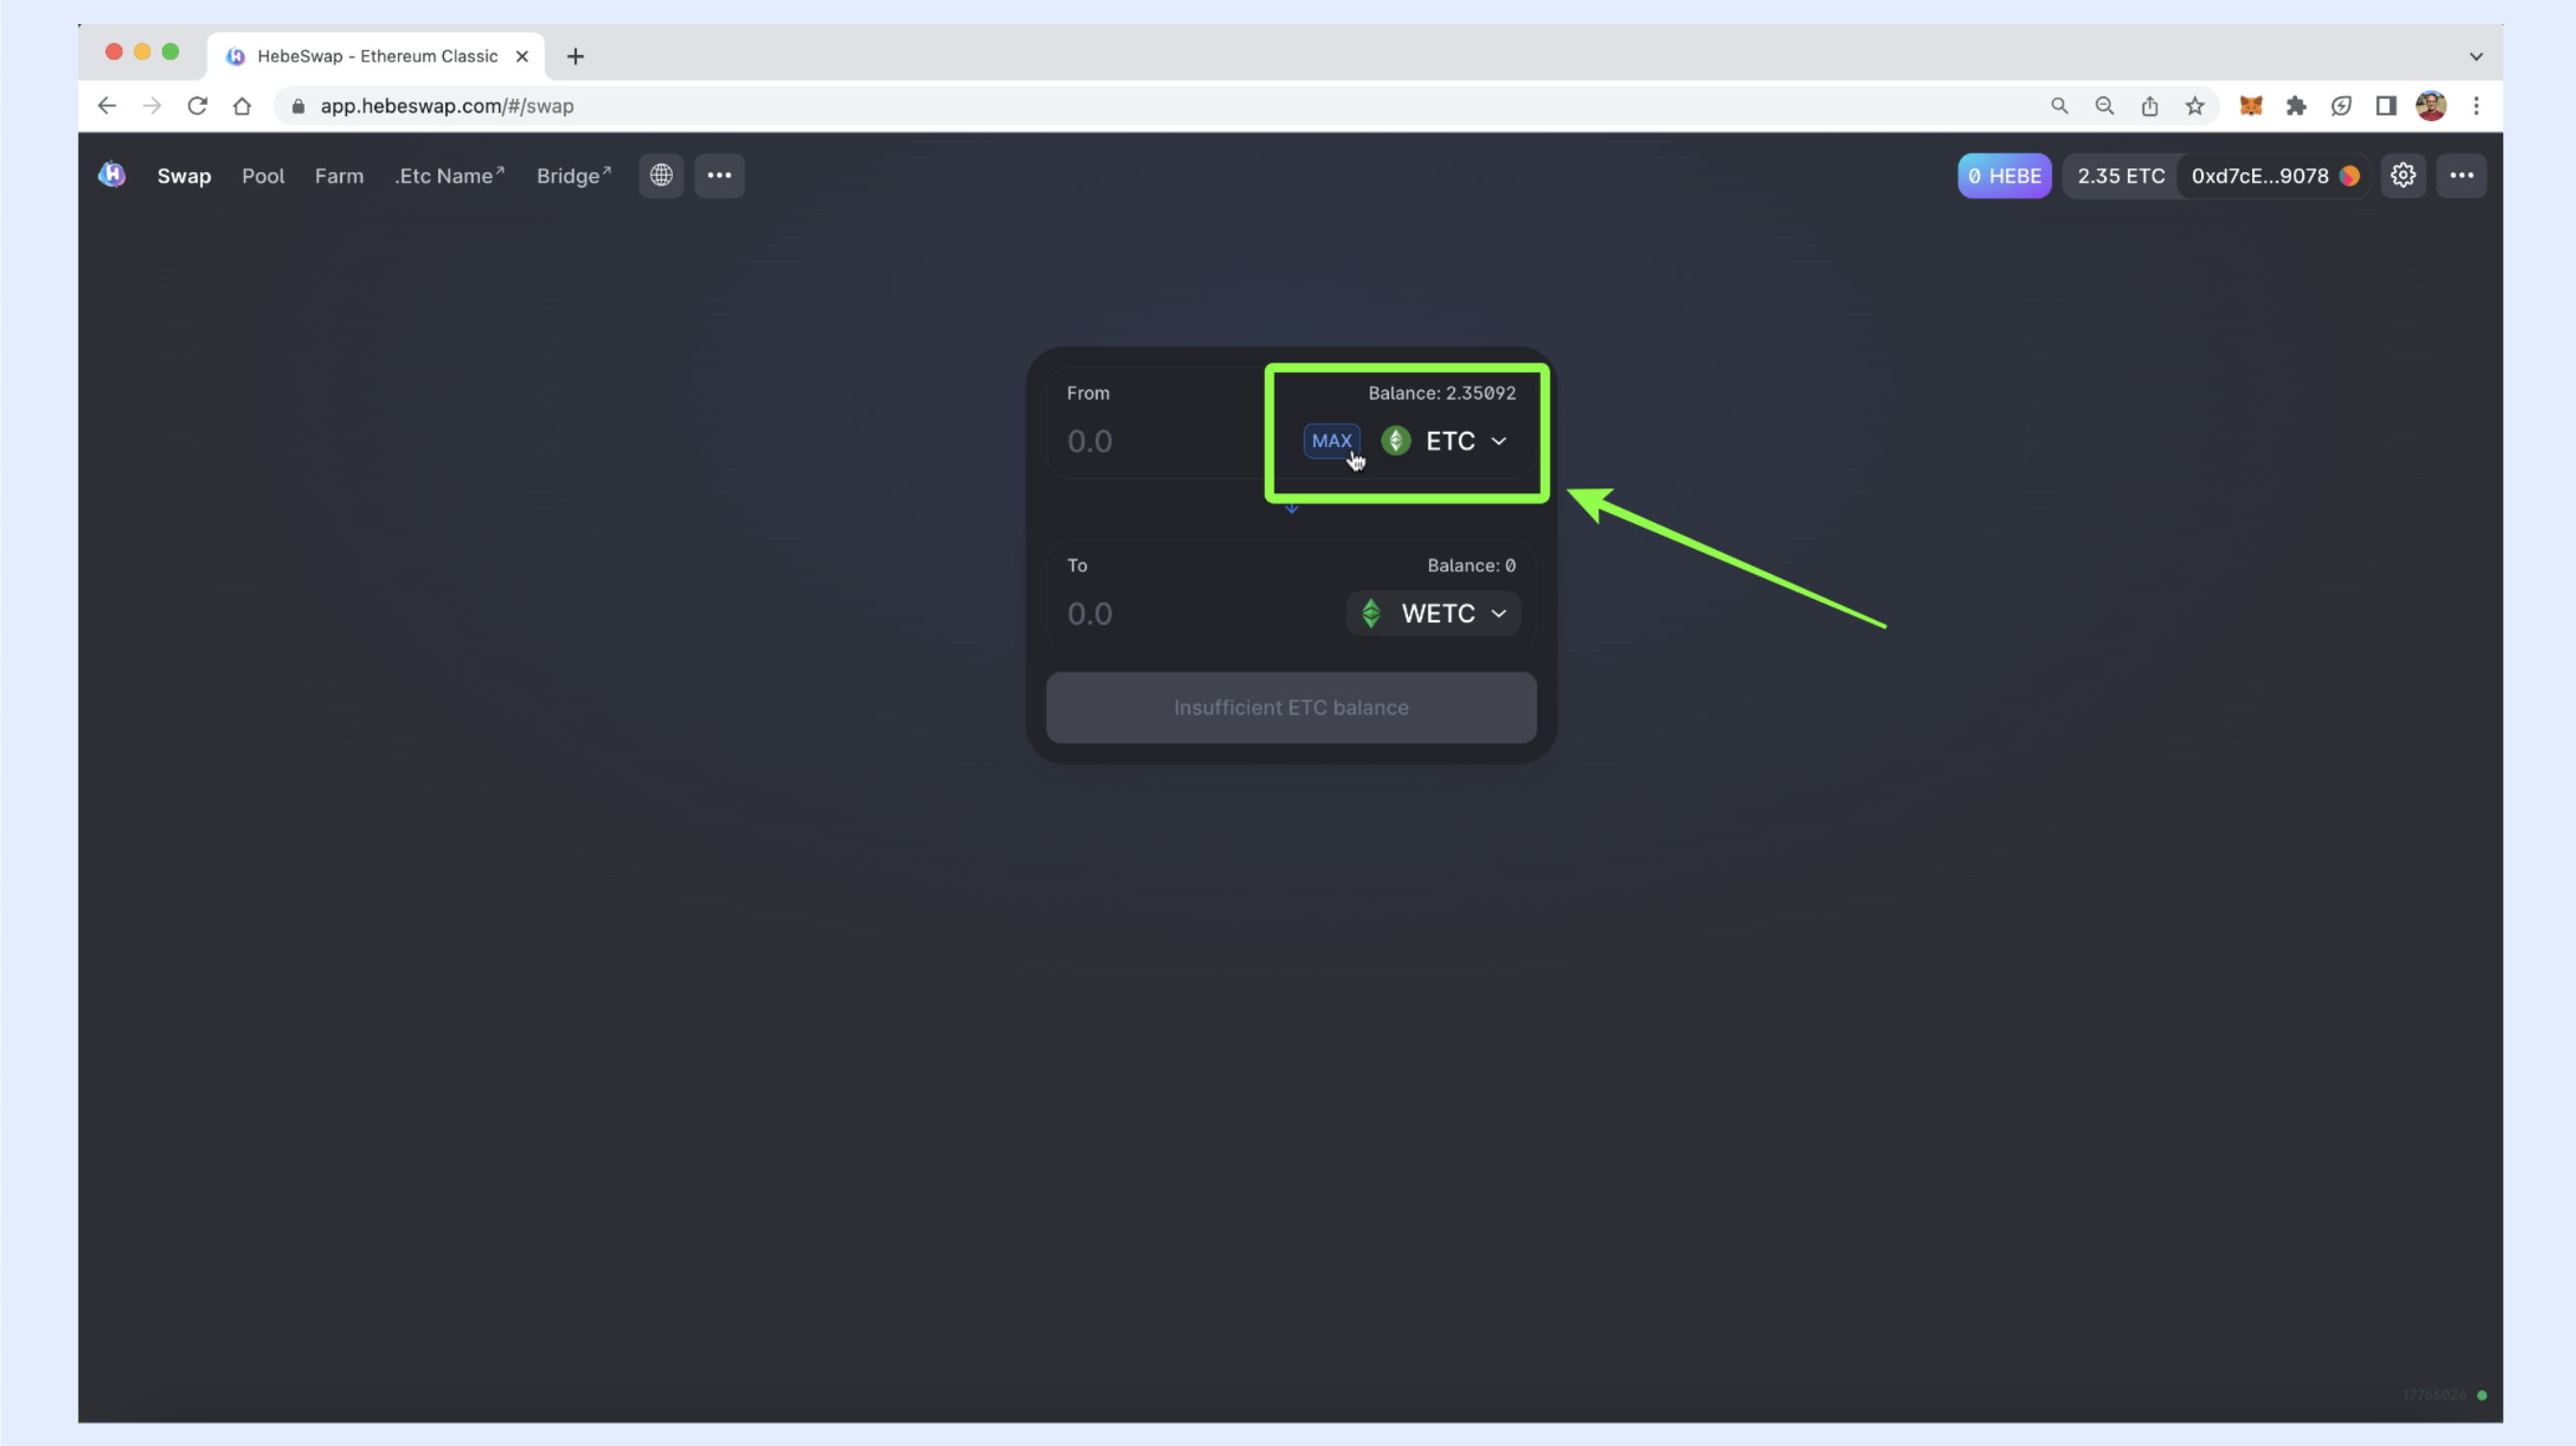 HebeSwap - Ethereum Classic
app.hebeswap.com/#/swap
Swap Pool Farm .Etc Name↗ Bridge↗ 0 HEBE 2.35 ETC 0xd7cE...9078
From Balance: 2.35092
0.0 MAX ETC
To Balance: 0
0.0 WETC
Insufficient ETC balance
17766026